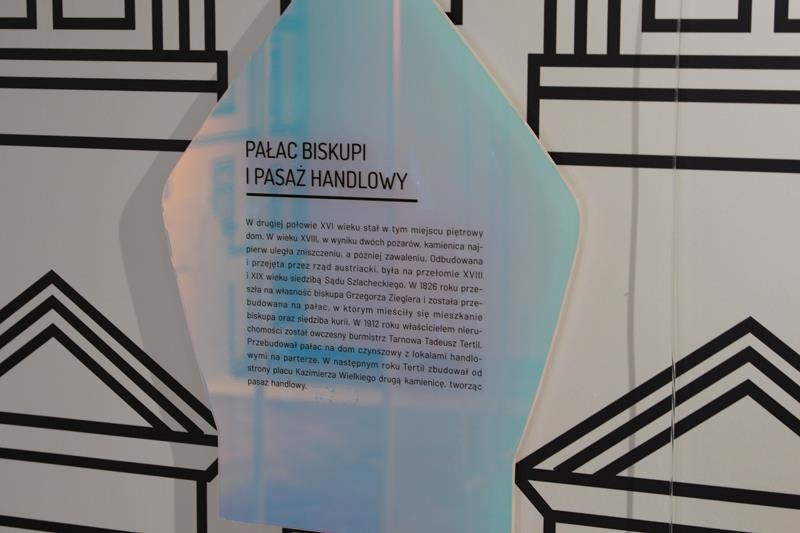 PAŁAC BISKUPI
I PASAŻ HANDLOWY
W drugiej połowie XVI wieku stał w tym miejscu piętrowy
dom. W wieku XVIII, w wyniku dwóch pożarów, kamienica naj-
pierw uległa zniszczeniu, a później zawaleniu. Odbudowana
i przejęta przez rząd austriacki, była na przełomie XVIII
i XIX wieku siedzibą Sądu Szlacheckiego. W 1826 roku prze-
szła na własność biskupa Grzegorza Zieglera i została prze-
budowana na pałac, w którym mieściły się mieszkanie
biskupa oraz siedziba kurii. W 1912 roku właścicielem nieru-
chomości został ówczesny burmistrz Tarnowa Tadeusz Tertil.
Przebudował pałac na dom czynszowy z lokalami handlo-
wymi na parterze. W następnym roku Tertil zbudował od
strony placu Kazimierza Wielkiego drugą kamienicę, tworząc
pasaż handlowy.